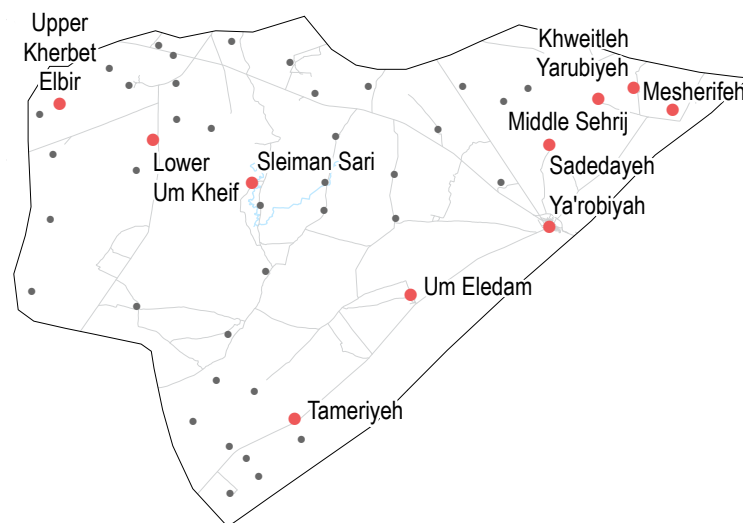 Upper
Kherbet
Elbir
Khweitleh
Yarubiyeh
Mesherifeh
Middle Sehrij
Lower
Um Kheif
Sleiman Sari
Sadedayeh
Ya'robiyah
Um Eledam
Tameriyeh